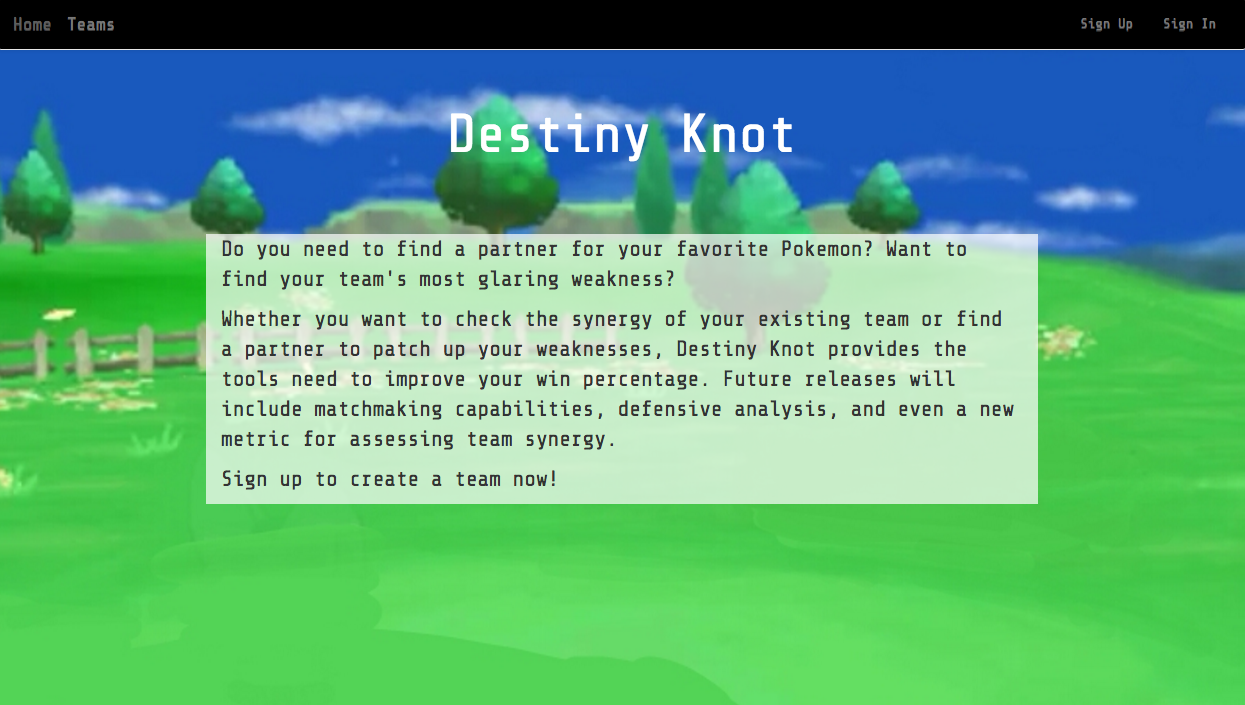 Home Teams Sign Up Sign In
Destiny Knot
Do you need to find a partner for your favorite Pokemon? Want to
find your team's most glaring weakness?
Whether you want to check the synergy of your existing team or find
a partner to patch up your weaknesses, Destiny Knot provides the
tools need to improve your win percentage. Future releases will
include matchmaking capabilities, defensive analysis, and even a new
metric for assessing team synergy.
Sign up to create a team now!